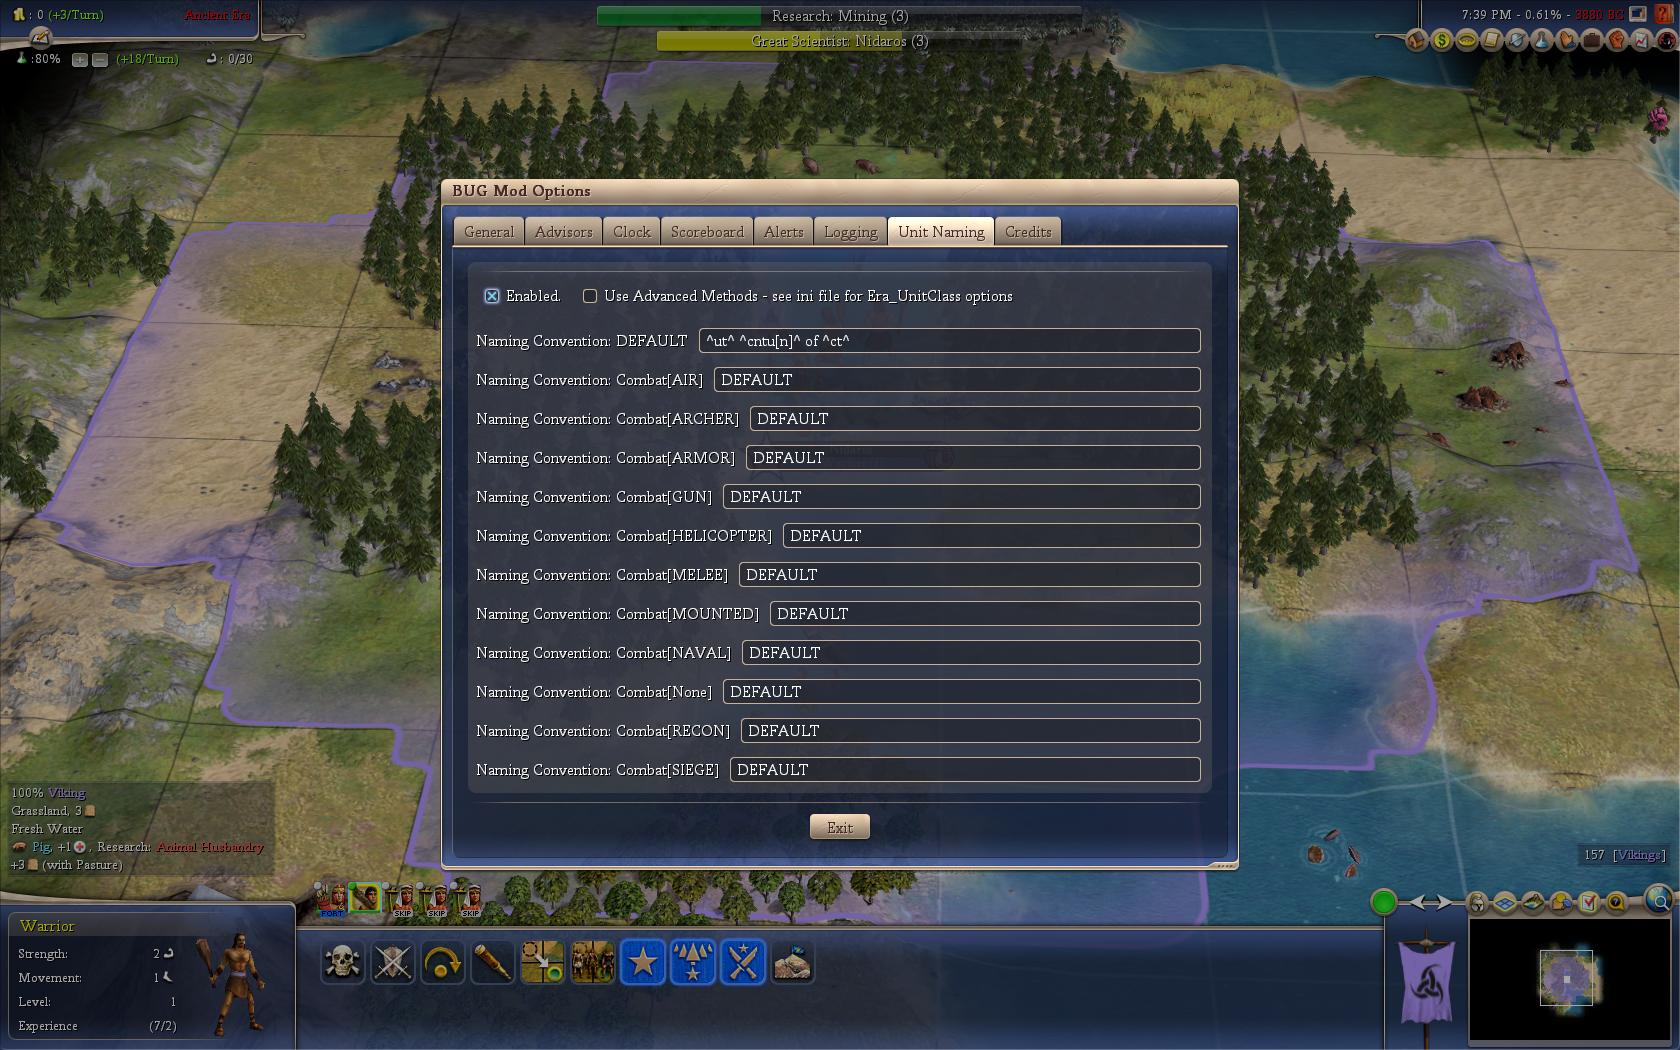 : 0 (+3/Turn)
Ancient Era
Research: Mining (3)
7:39 PM - 0.61% - 3880 BC
Great Scientist: Nidaros (3)
:80%
(+18/Turn)
: 0/30
BUG Mod Options
General
Advisors
Clock
Scoreboard
Alerts
Logging
Unit Naming
Credits
Enabled.
Use Advanced Methods - see ini file for Era_UnitClass options
Naming Convention: DEFAULT ^ut^ ^cntu[n]^ of ^ct^
Naming Convention: Combat[AIR] DEFAULT
Naming Convention: Combat[ARCHER] DEFAULT
Naming Convention: Combat[ARMOR] DEFAULT
Naming Convention: Combat[GUN] DEFAULT
Naming Convention: Combat[HELICOPTER] DEFAULT
Naming Convention: Combat[MELEE] DEFAULT
Naming Convention: Combat[MOUNTED] DEFAULT
Naming Convention: Combat[NAVAL] DEFAULT
Naming Convention: Combat[None] DEFAULT
Naming Convention: Combat[RECON] DEFAULT
Naming Convention: Combat[SIEGE] DEFAULT
Exit
100% Viking
Grassland, 3
Fresh Water
Pig, +1 , Research: Animal Husbandry
+3 (with Pasture)
157 [Vikings]
FORT
SKIP
SKIP
SKIP
Warrior
Strength: 2
Movement: 1
Level: 1
Experience (7/2)